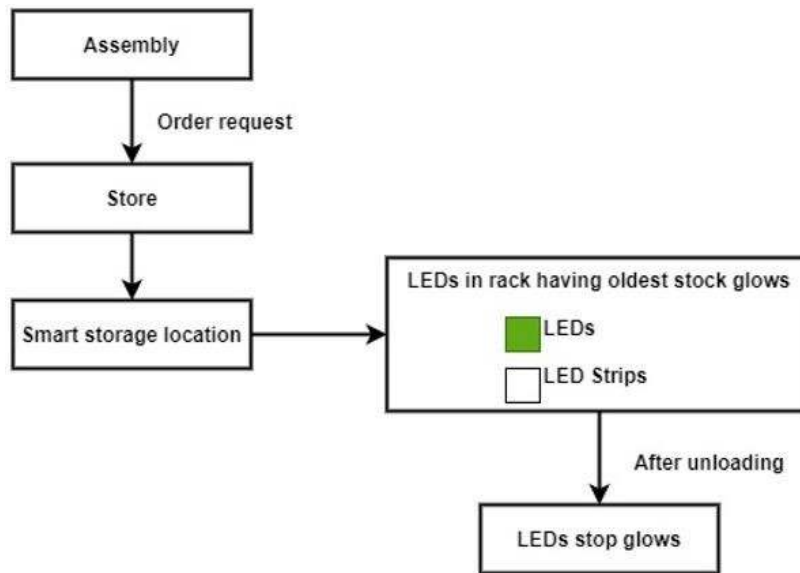 Assembly
Order request
Store
Smart storage location
LEDs in rack having oldest stock glows
LEDs
LED Strips
After unloading
LEDs stop glows